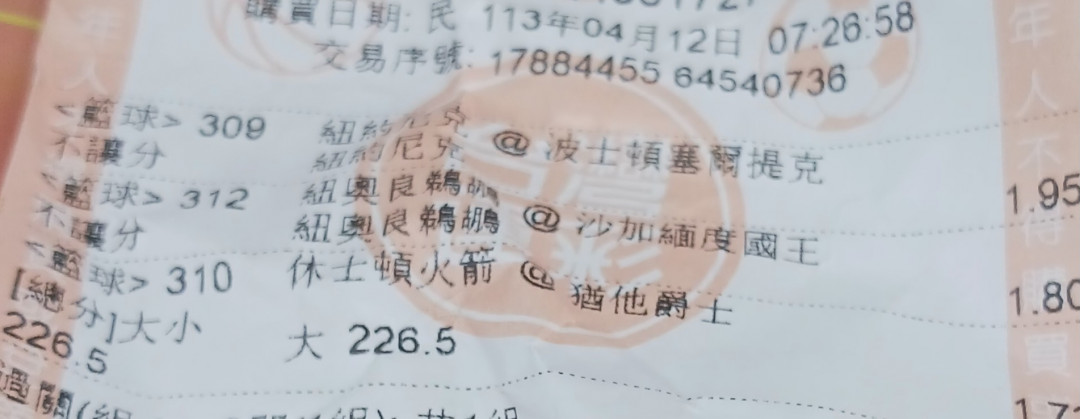 購買日期: 民 113年04月12日 07:26:58
交易序號: 17884455 64540736
<籃球> 309 紐約尼克 @ 波士頓塞爾提克
不讓分 紐約尼克 1.95
<籃球> 312 紐奧良鵜鶘 @ 沙加緬度國王
不讓分 紐奧良鵜鶘 1.80
<籃球> 310 休士頓火箭 @ 猶他爵士
[總分]大小 大 226.5
226.5
過關